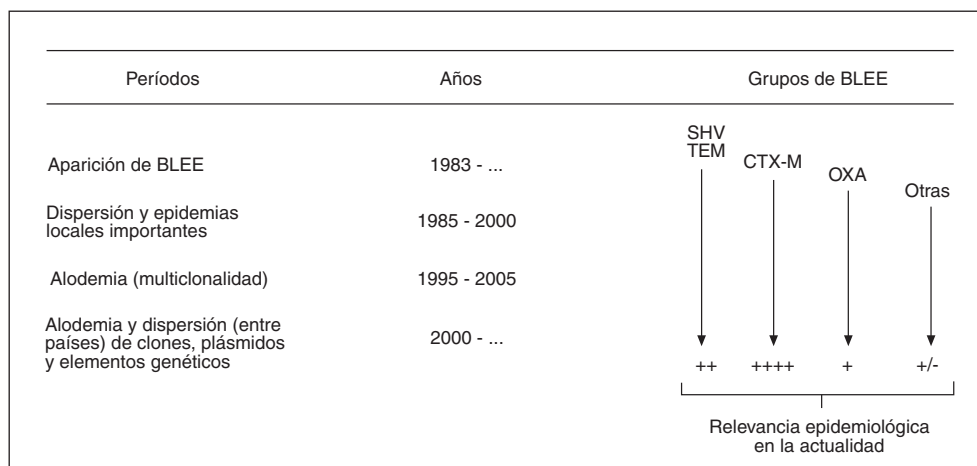 Períodos Años Grupos de BLEE
SHV
TEM
CTX-M
OXA
Otras
Aparición de BLEE 1983 - ...
Dispersión y epidemias
locales importantes
1985 - 2000
Alodemia (multiclonalidad) 1995 - 2005
Alodemia y dispersión (entre
países) de clones, plásmidos
y elementos genéticos
2000 - ...
++ ++++ + +/-
Relevancia epidemiológica
en la actualidad